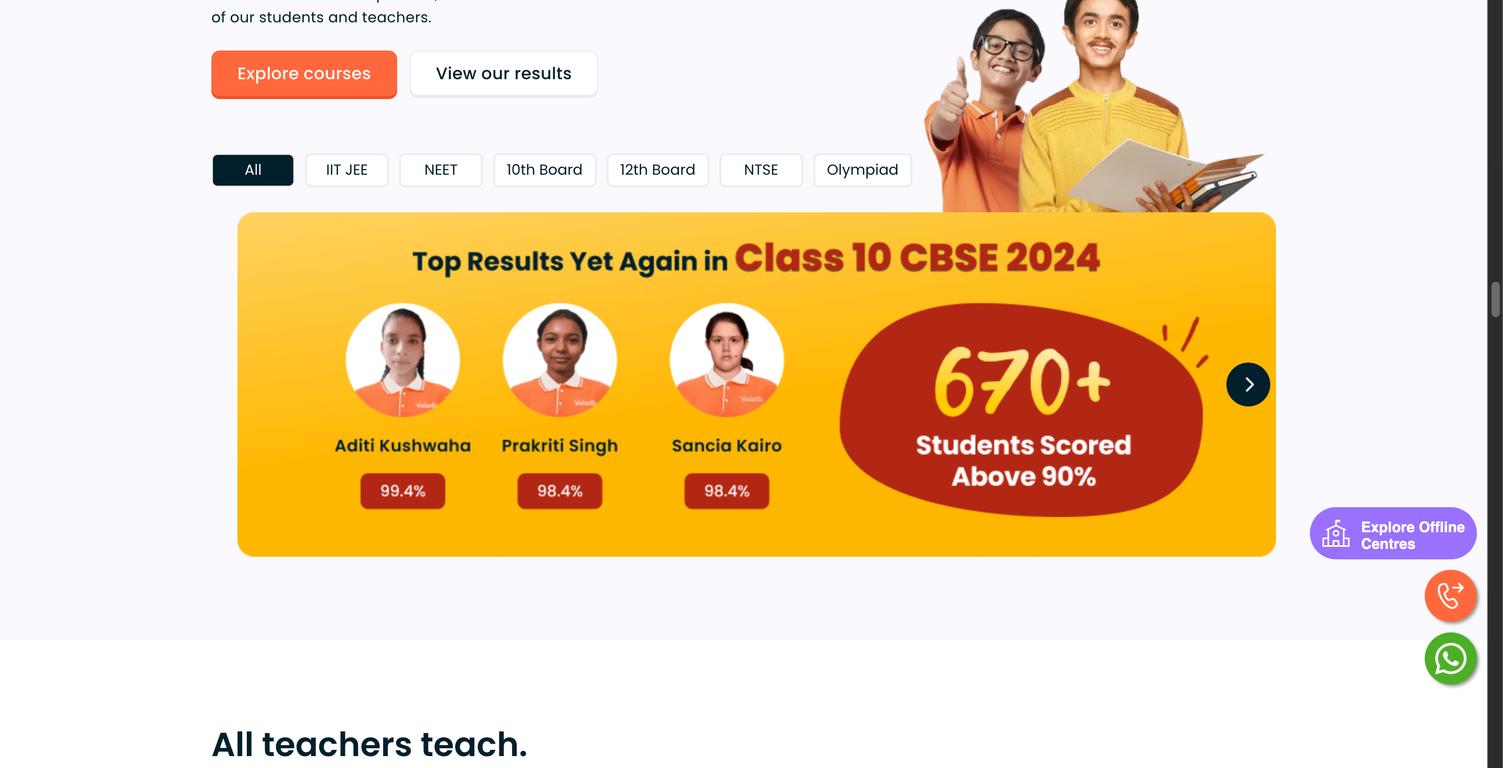 of our students and teachers.
Explore courses
View our results
All
IIT JEE
NEET
10th Board
12th Board
NTSE
Olympiad
Top Results Yet Again in Class 10 CBSE 2024
Aditi Kushwaha
Prakriti Singh
Sancia Kairo
99.4%
98.4%
98.4%
670+
Students Scored
Above 90%
Explore Offline
Centres
All teachers teach.